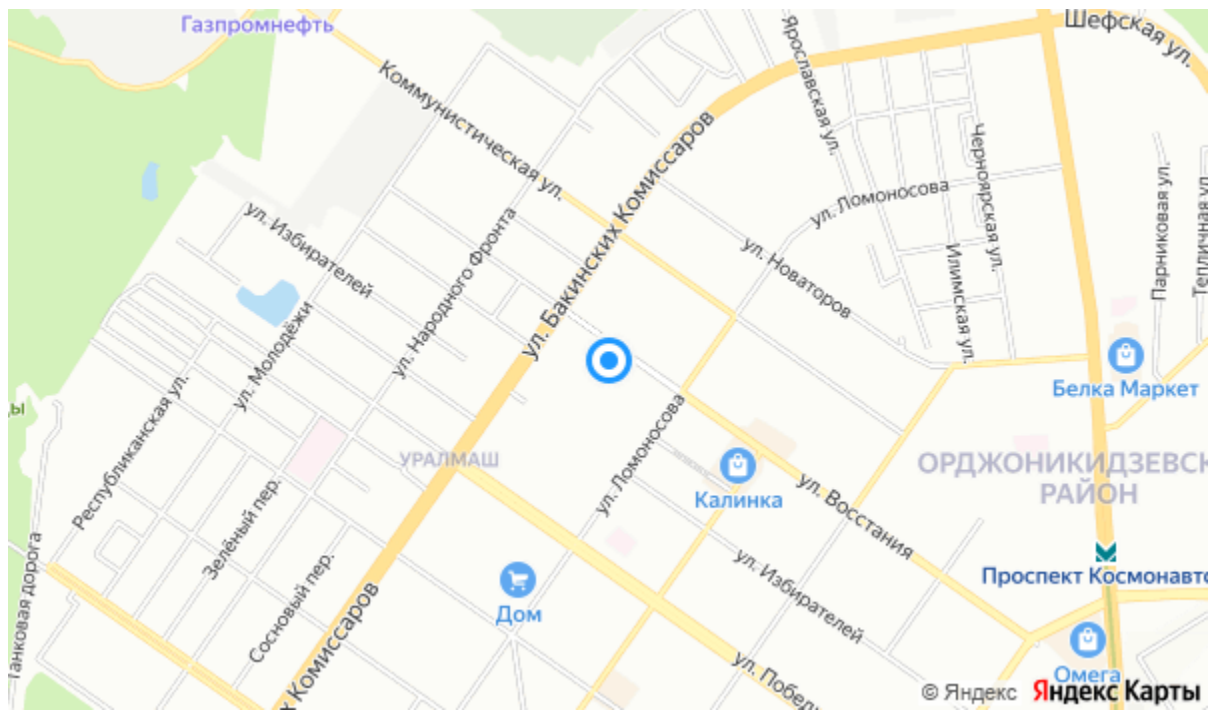 Газпромнефть
Шефская ул.
Коммунистическая ул.
Ярославская ул.
Черноярская ул.
ул. Бакинских Комиссаров
ул. Ломоносова
Парниковая ул.
Тепличная ул.
ул. Избирателей
ул. Народного Фронта
ул. Новаторов
Илимская ул.
ул. Молодёжи
Белка Маркет
Республиканская ул.
УРАЛМАШ
ул. Ломоносова
Калинка
ул. Восстания
ОРДЖОНИКИДЗЕВСК
РАЙОН
Зелёный пер.
Танковая дорога
Сосновый пер.
Дом
ул. Избирателей
Проспект Космонавто
х Комиссаров
ул. Побед
Омега
© Яндекс Яндекс Карты